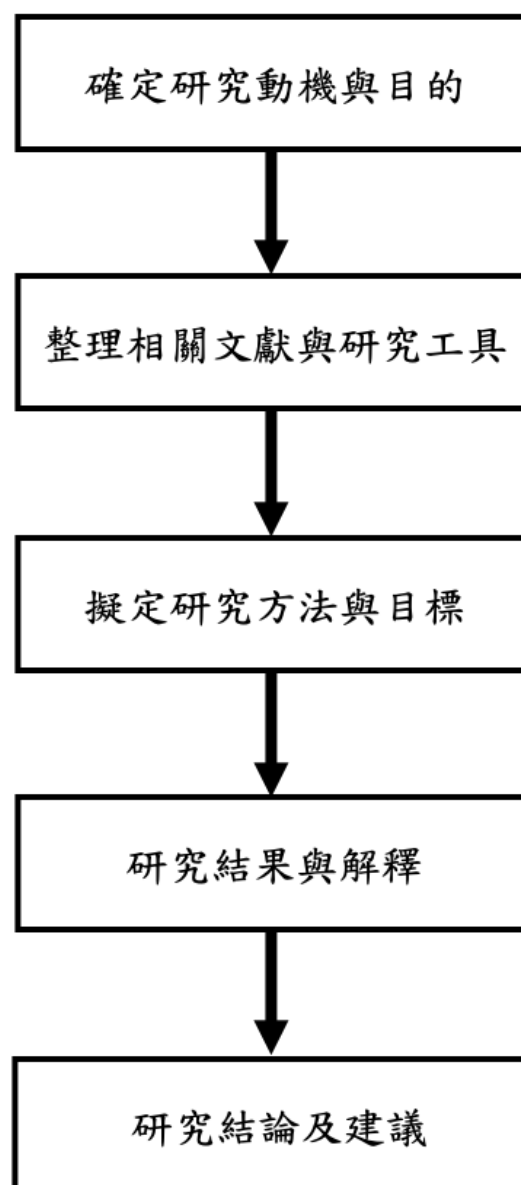 確定研究動機與目的
整理相關文獻與研究工具
擬定研究方法與目標
研究結果與解釋
研究結論及建議